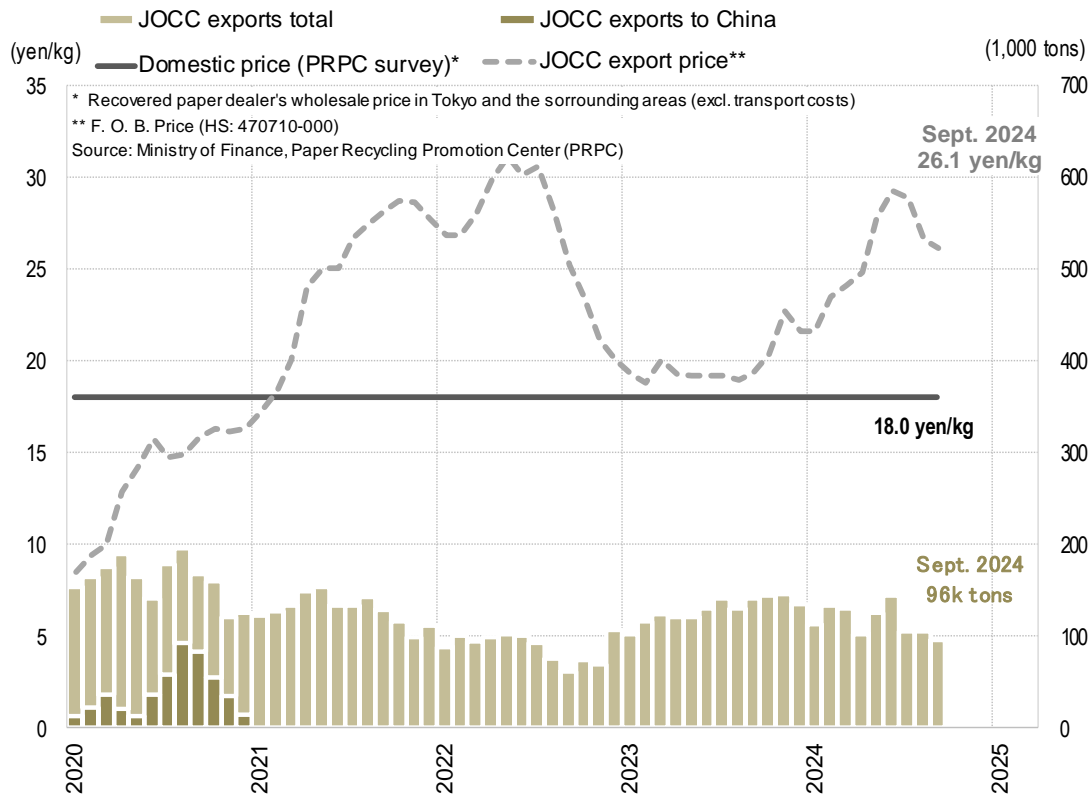 JOCC exports total
JOCC exports to China
(yen/kg)
Domestic price (PRPC survey)*
JOCC export price**
(1,000 tons)
* Recovered paper dealer's wholesale price in Tokyo and the sorrounding areas (excl. transport costs)
** F. O. B. Price (HS: 470710-000)
Source: Ministry of Finance, Paper Recycling Promotion Center (PRPC)
Sept. 2024
26.1 yen/kg
18.0 yen/kg
Sept. 2024
96k tons
35
30
25
20
15
10
5
0
700
600
500
400
300
200
100
0
2020
2021
2022
2023
2024
2025